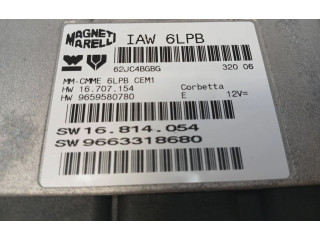 MAGNETI MARELLI IAW 6LPB
62JC4BGBG 320 06
MM-CMME 6LPB CEM1
HW 16.707.154 Corbetta
HW 9659580780 E 12V=
SW 16.814.054
SW 9663318680